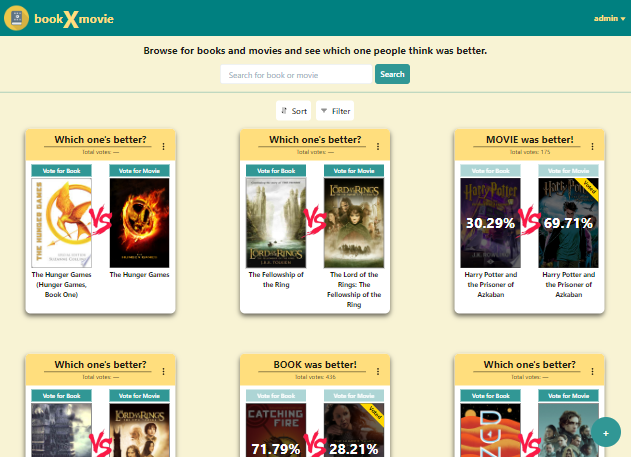 bookXmovie
admin
Browse for books and movies and see which one people think was better.
Search for book or movie
Search
Sort
Filter
Which one's better?
Total votes: —
Vote for Book
Vote for Movie
THE HUNGER GAMES
VS
The Hunger Games (Hunger Games, Book One)
The Hunger Games
Which one's better?
Total votes: —
Vote for Book
Vote for Movie
THE LORD OF THE RINGS
J.R.R. TOLKIEN
THE LORD OF THE RINGS
VS
The Fellowship of the Ring
The Lord of the Rings: The Fellowship of the Ring
MOVIE was better!
Total votes: 175
Vote for Book
Vote for Movie
Harry Potter
Harry Potter
Voted
30.29%
VS
69.71%
Harry Potter and the Prisoner of Azkaban
Harry Potter and the Prisoner of Azkaban
Which one's better?
Total votes: —
Vote for Book
Vote for Movie
THE LORD OF THE RINGS
VS
BOOK was better!
Total votes: 436
Vote for Book
Vote for Movie
CATCHING FIRE
Voted
71.79%
VS
28.21%
Which one's better?
Total votes: —
Vote for Book
Vote for Movie
VS
+